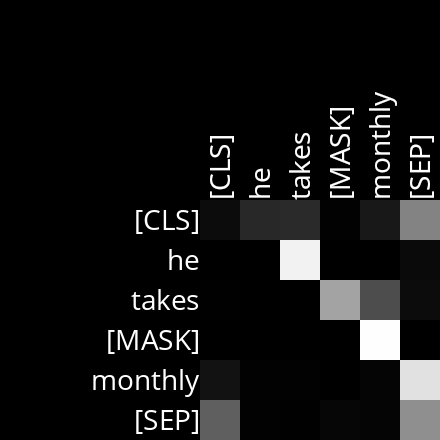 [CLS]
he
takes
[MASK]
monthly
[SEP]
[CLS]
he
takes
[MASK]
monthly
[SEP]